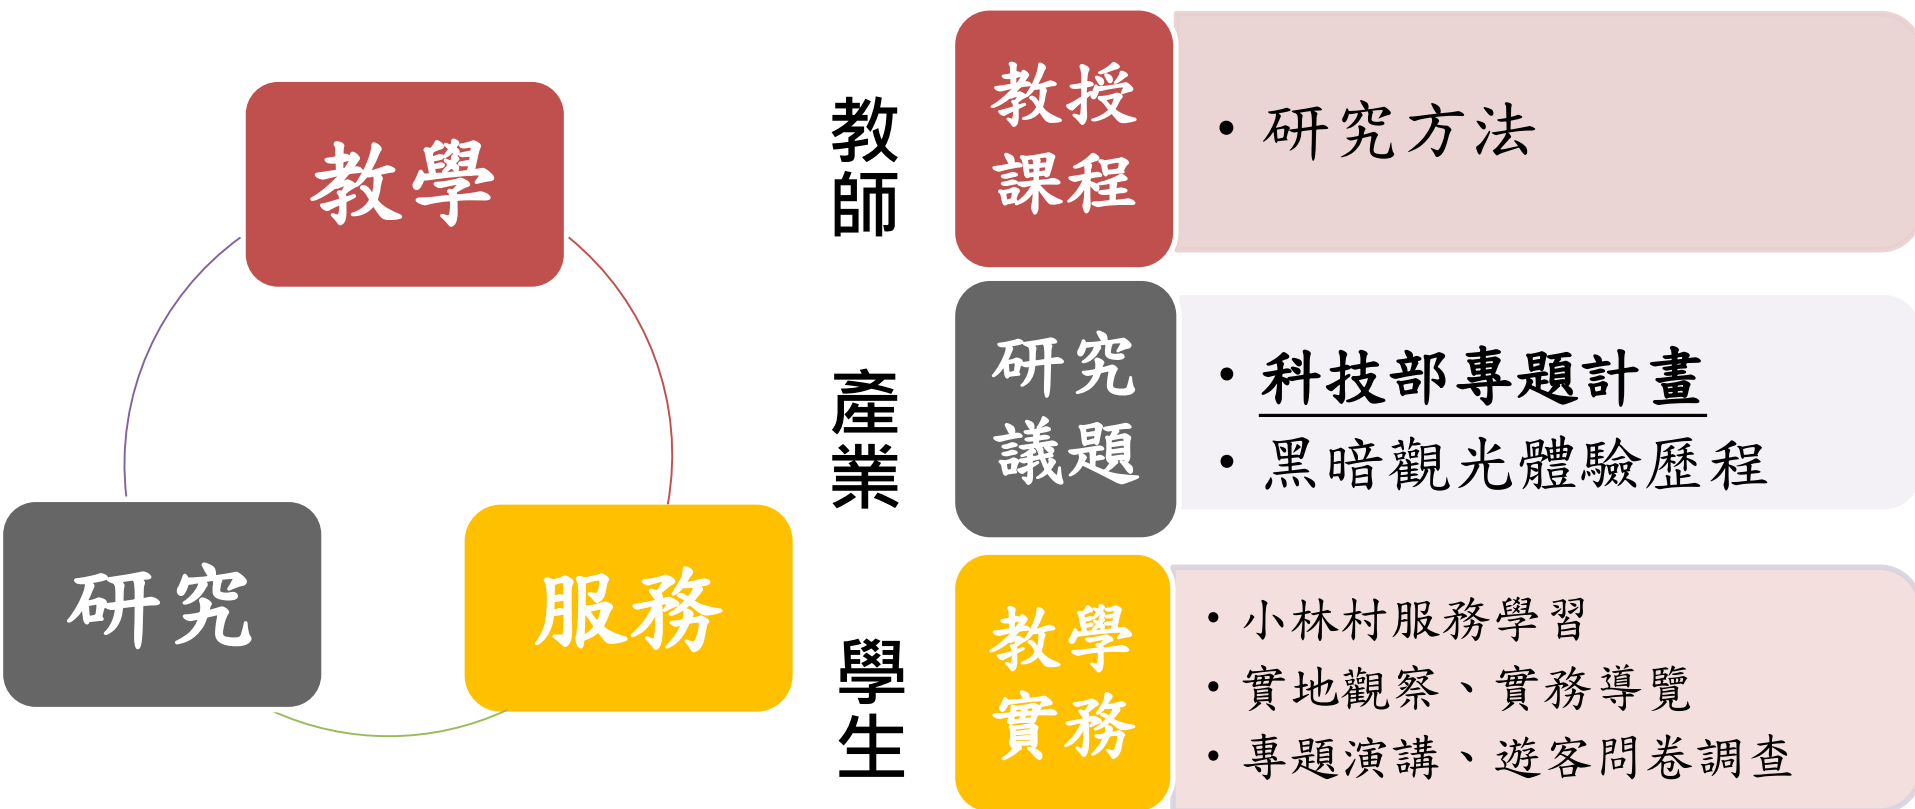 教學
研究
服務
教師
產業
學生
教授
課程
• 研究方法
研究
議題
• 科技部專題計畫
• 黑暗觀光體驗歷程
教學
實務
• 小林村服務學習
• 實地觀察、實務導覽
• 專題演講、遊客問卷調查